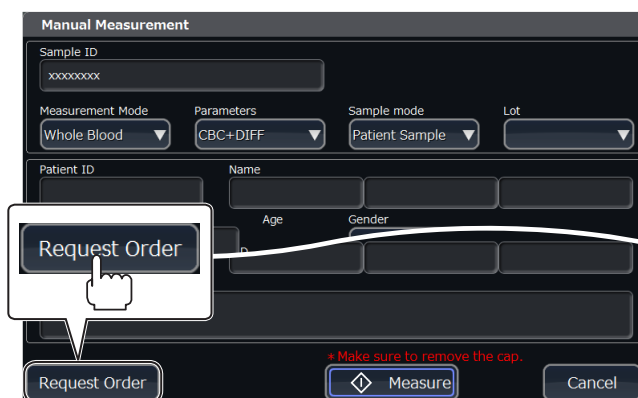 Manual Measurement
Sample ID
xxxxxxxx
Measurement Mode Parameters Sample mode Lot
Whole Blood CBC+DIFF Patient Sample
Patient ID Name
Age Gender
Request Order
*Make sure to remove the cap.
Request Order Measure Cancel